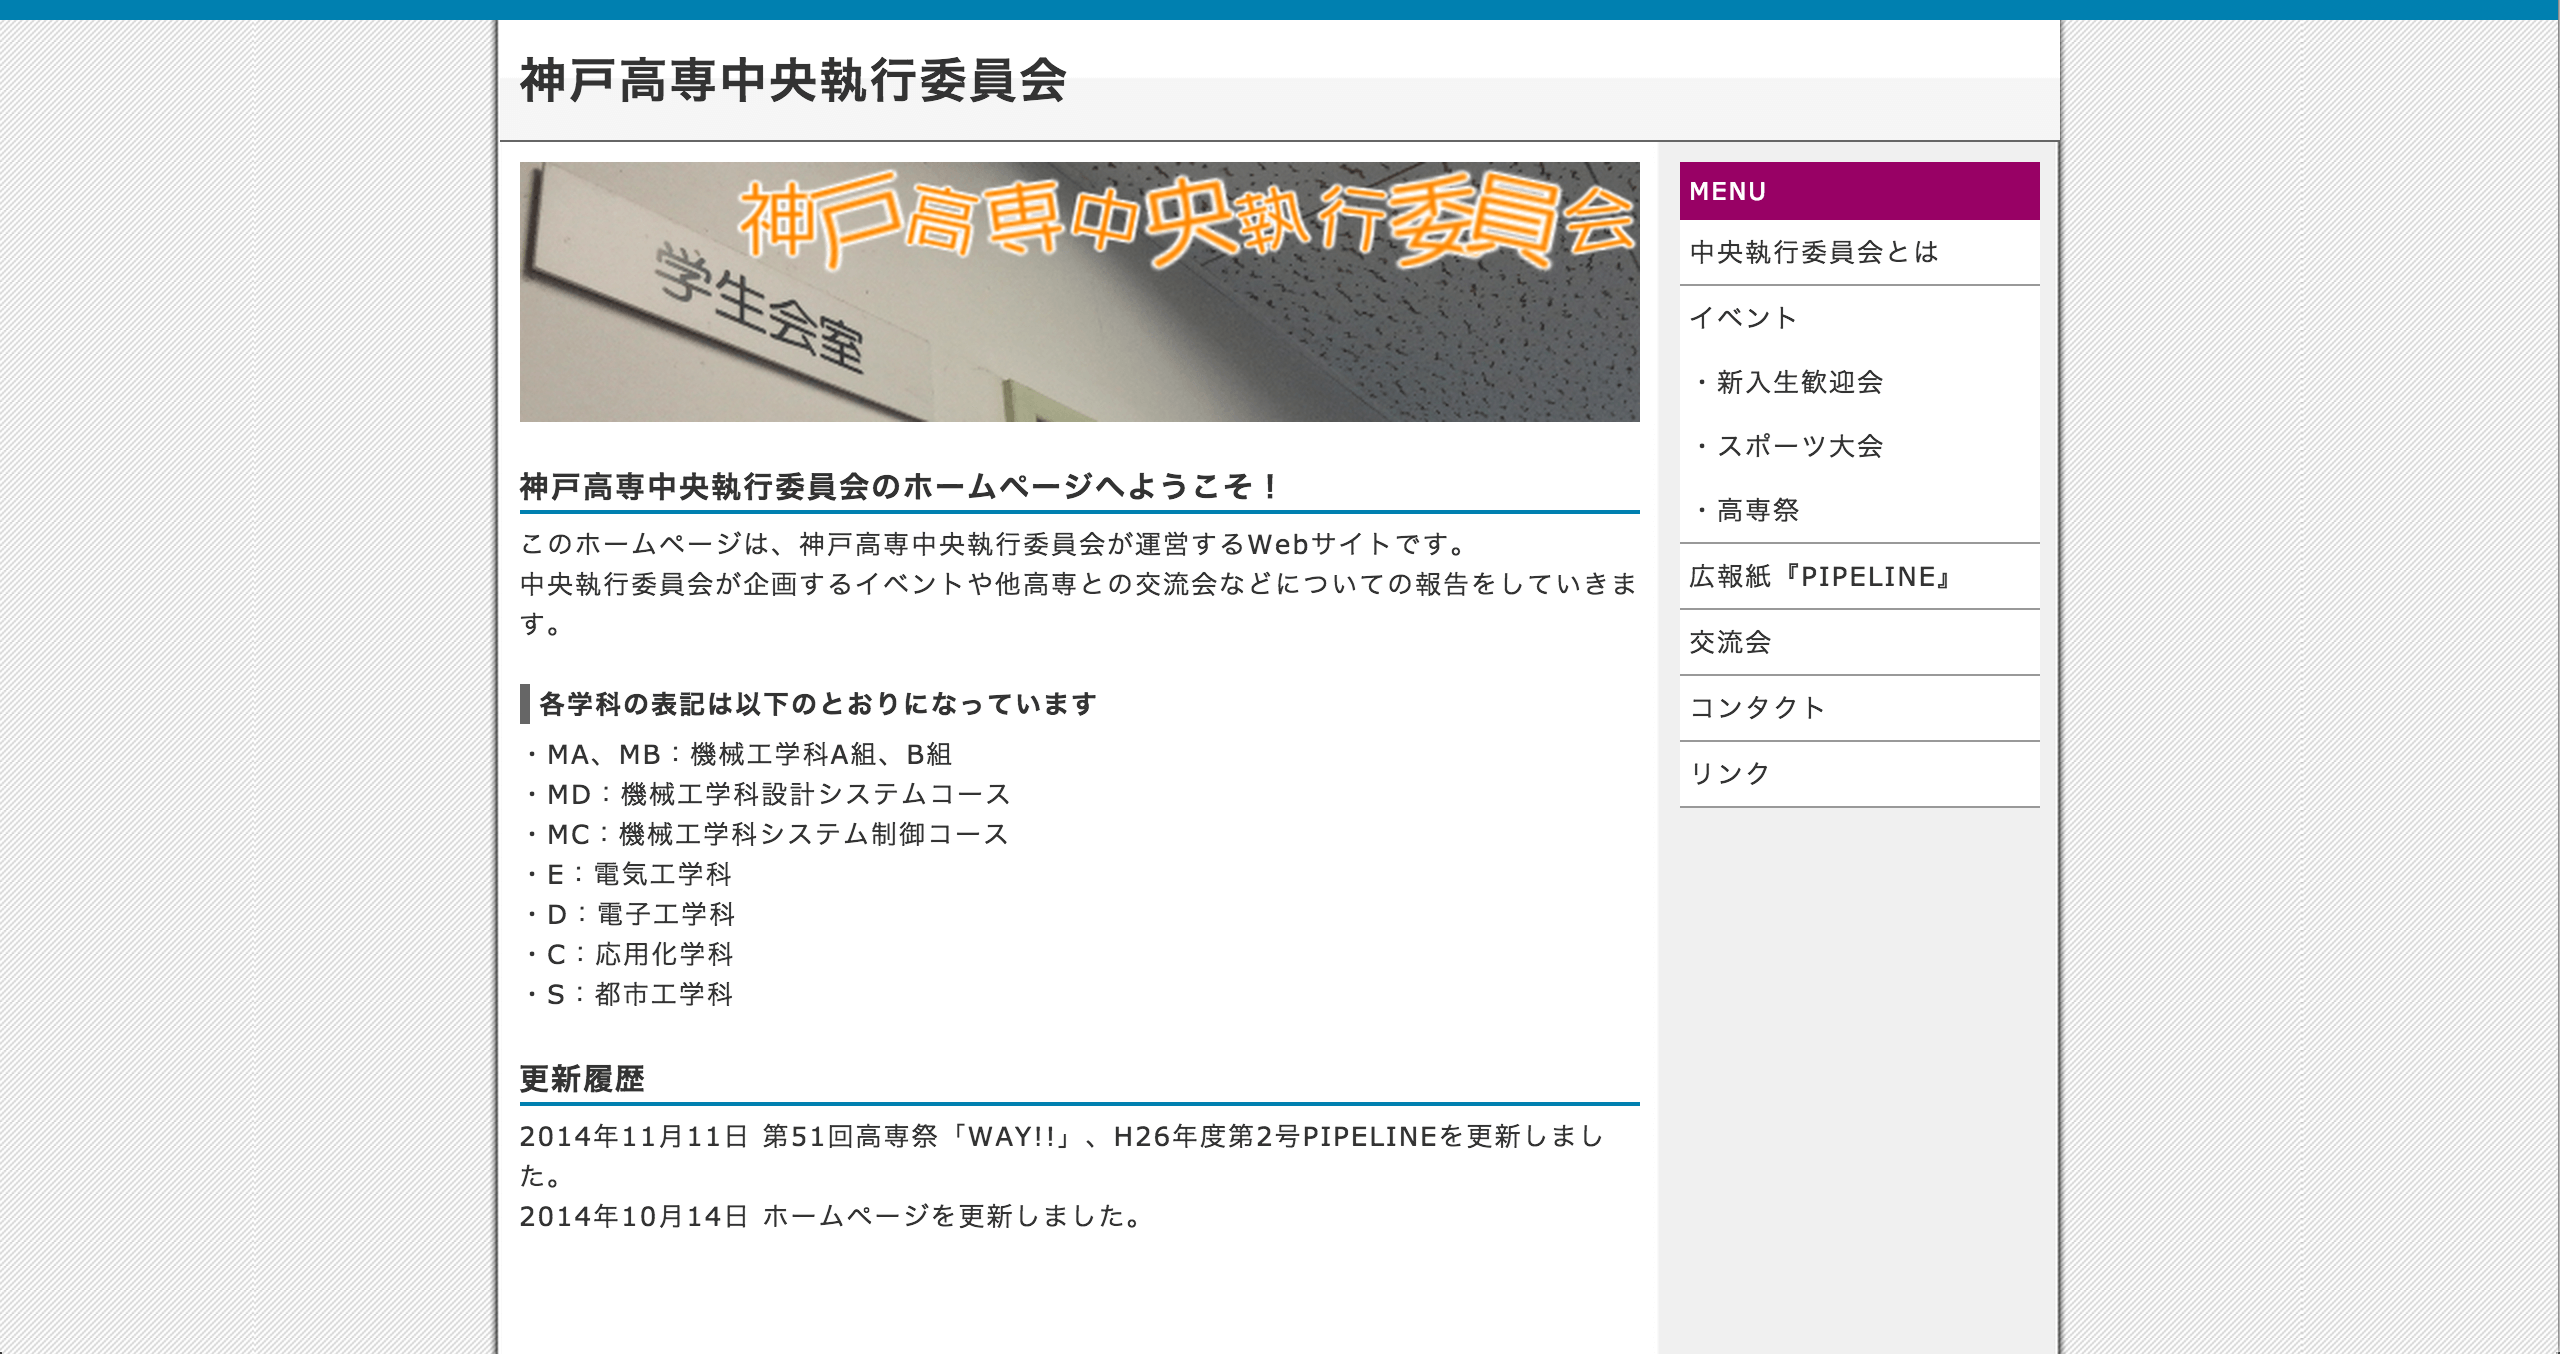 神戸高専中央執行委員会
神戸高専中央執行委員会
学生会室
神戸高専中央執行委員会のホームページへようこそ！
このホームページは、神戸高専中央執行委員会が運営するWebサイトです。
中央執行委員会が企画するイベントや他高専との交流会などについての報告をしていきま
す。
各学科の表記は以下のとおりになっています
・MA、MB：機械工学科A組、B組
・MD：機械工学科設計システムコース
・MC：機械工学科システム制御コース
・E：電気工学科
・D：電子工学科
・C：応用化学科
・S：都市工学科
更新履歴
2014年11月11日 第51回高専祭「WAY!!」、H26年度第2号PIPELINEを更新しまし
た。
2014年10月14日 ホームページを更新しました。
MENU
中央執行委員会とは
イベント
・新入生歓迎会
・スポーツ大会
・高専祭
広報紙『PIPELINE』
交流会
コンタクト
リンク